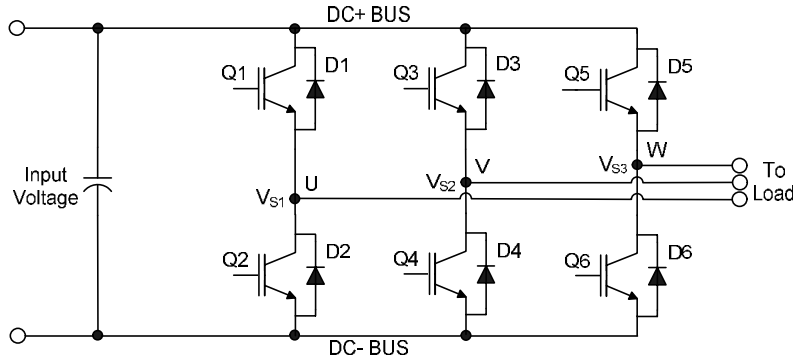 DC+ BUS
Q1
D1
Q3
D3
Q5
D5
Input
Voltage
VS1
U
VS2
V
VS3
W
To
Load
Q2
D2
Q4
D4
Q6
D6
DC- BUS